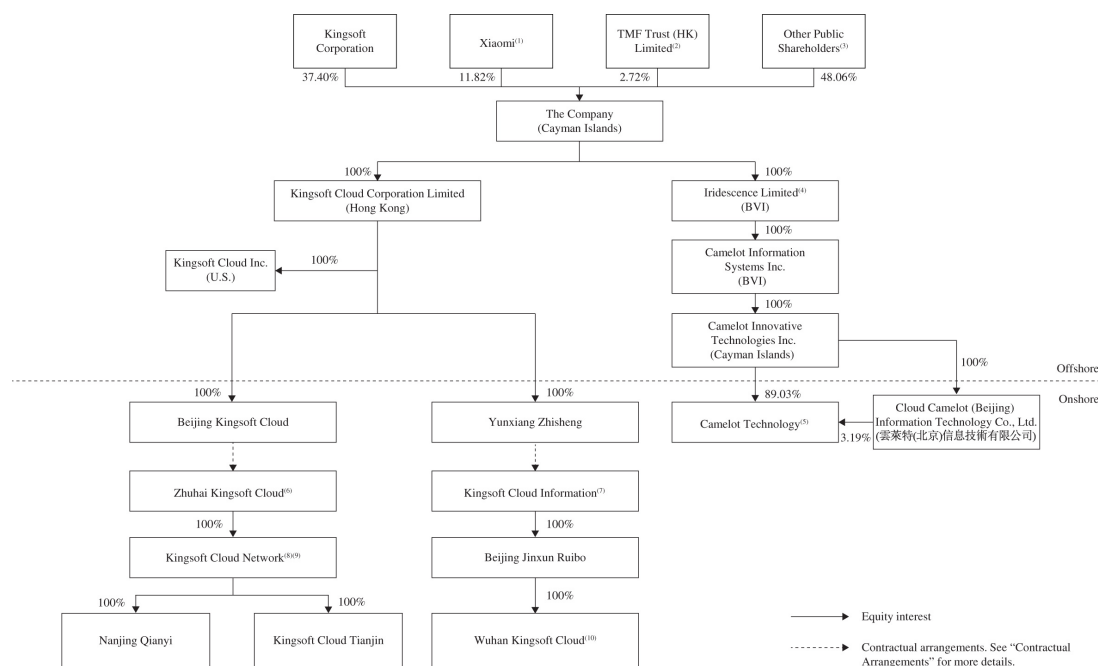 Kingsoft
Corporation
Xiaomi(1)
TMF Trust (HK)
Limited(2)
Other Public
Shareholders(3)
37.40%
11.82%
2.72%
48.06%
The Company
(Cayman Islands)
100%
100%
Kingsoft Cloud Corporation Limited
(Hong Kong)
Iridescence Limited(4)
(BVI)
100%
Kingsoft Cloud Inc.
(U.S.)
100%
Camelot Information
Systems Inc.
(BVI)
100%
Camelot Innovative
Technologies Inc.
(Cayman Islands)
100%
Offshore
Onshore
100%
100%
89.03%
Beijing Kingsoft Cloud
Yunxiang Zhisheng
Camelot Technology(5)
3.19%
Cloud Camelot (Beijing)
Information Technology Co., Ltd.
(雲萊特(北京)信息技術有限公司)
Zhuhai Kingsoft Cloud(6)
Kingsoft Cloud Information(7)
100%
100%
Kingsoft Cloud Network(8)(9)
Beijing Jinxun Ruibo
100%
100%
100%
Nanjing Qianyi
Kingsoft Cloud Tianjin
Wuhan Kingsoft Cloud(10)
Equity interest
Contractual arrangements. See “Contractual
Arrangements” for more details.